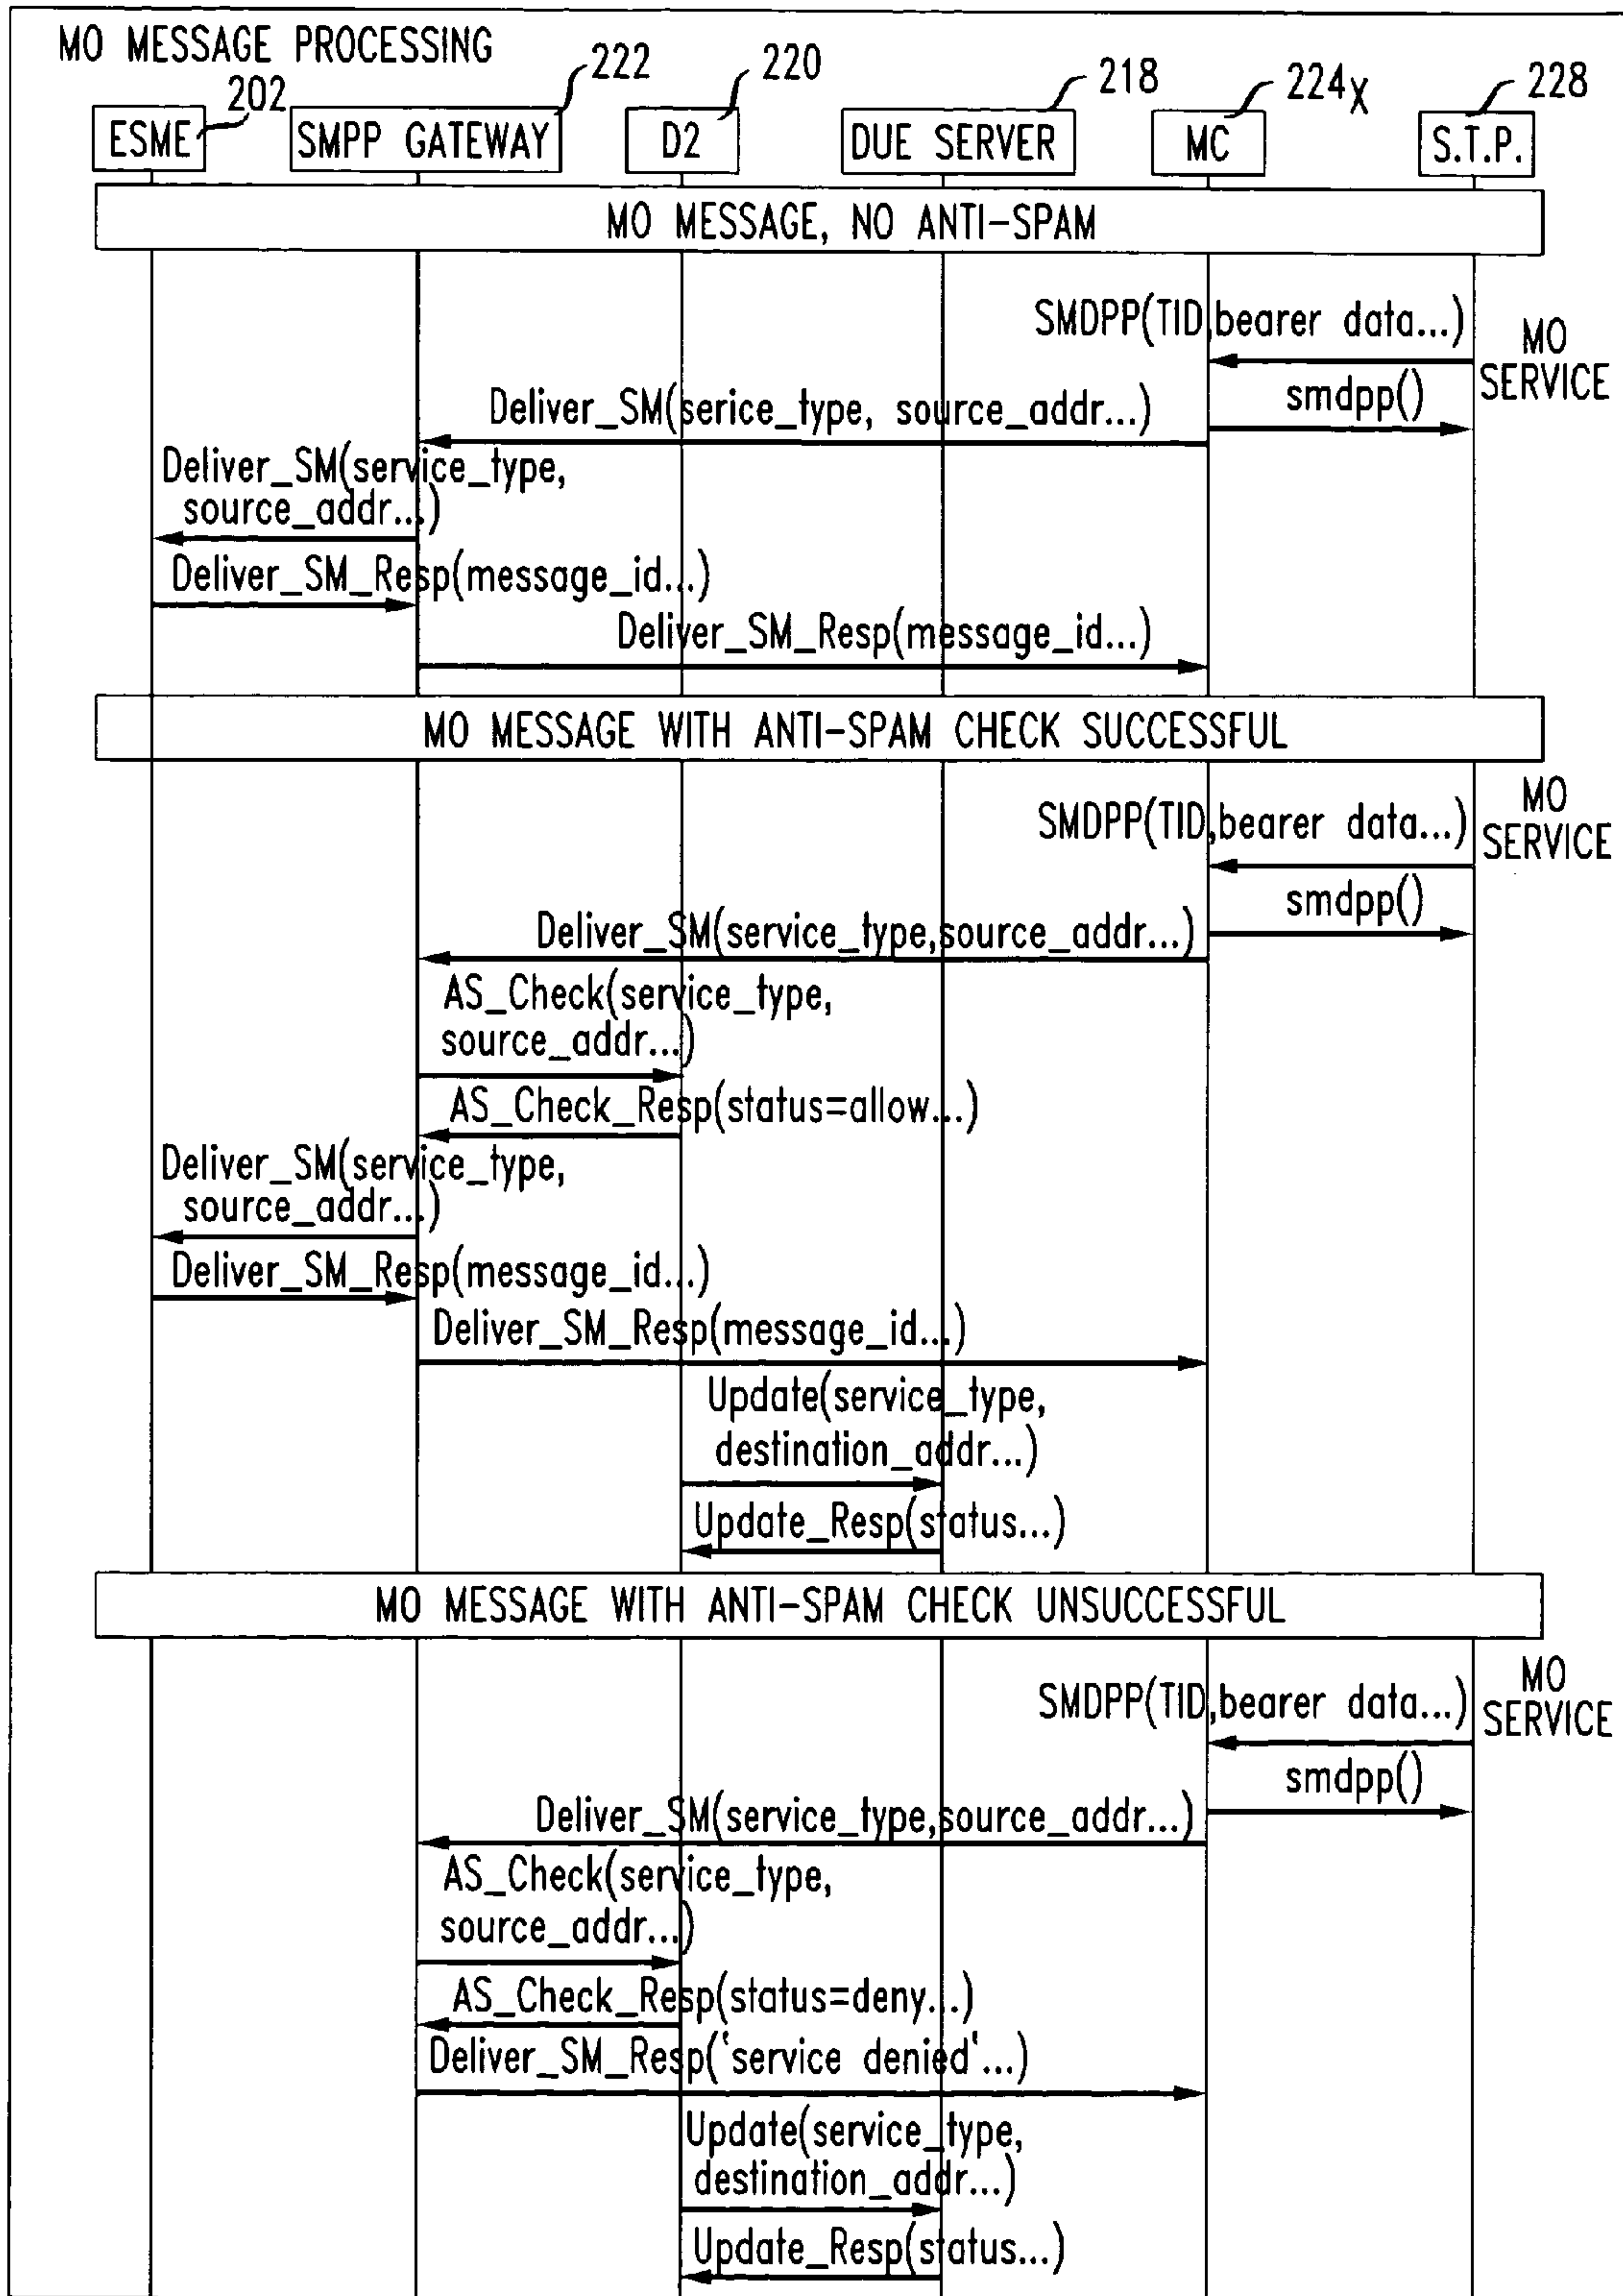 MO MESSAGE PROCESSING
202
222
220
218
224X
228
ESME
SMPP GATEWAY
D2
DUE SERVER
MC
S.T.P.
MO MESSAGE, NO ANTI-SPAM
SMDPP(TID,bearer data...)
MO
SERVICE
smdpp()
Deliver_SM(serice_type, source_addr...)
Deliver_SM(service_type,
source_addr...)
Deliver_SM_Resp(message_id...)
Deliver_SM_Resp(message_id...)
MO MESSAGE WITH ANTI-SPAM CHECK SUCCESSFUL
SMDPP(TID,bearer data...)
MO
SERVICE
smdpp()
Deliver_SM(service_type,source_addr...)
AS_Check(service_type,
source_addr...)
AS_Check_Resp(status=allow...)
Deliver_SM(service_type,
source_addr...)
Deliver_SM_Resp(message_id...)
Deliver_SM_Resp(message_id...)
Update(service_type,
destination_addr...)
Update_Resp(status...)
MO MESSAGE WITH ANTI-SPAM CHECK UNSUCCESSFUL
SMDPP(TID,bearer data...)
MO
SERVICE
smdpp()
Deliver_SM(service_type,source_addr...)
AS_Check(service_type,
source_addr...)
AS_Check_Resp(status=deny...)
Deliver_SM_Resp('service denied'...)
Update(service_type,
destination_addr...)
Update_Resp(status...)